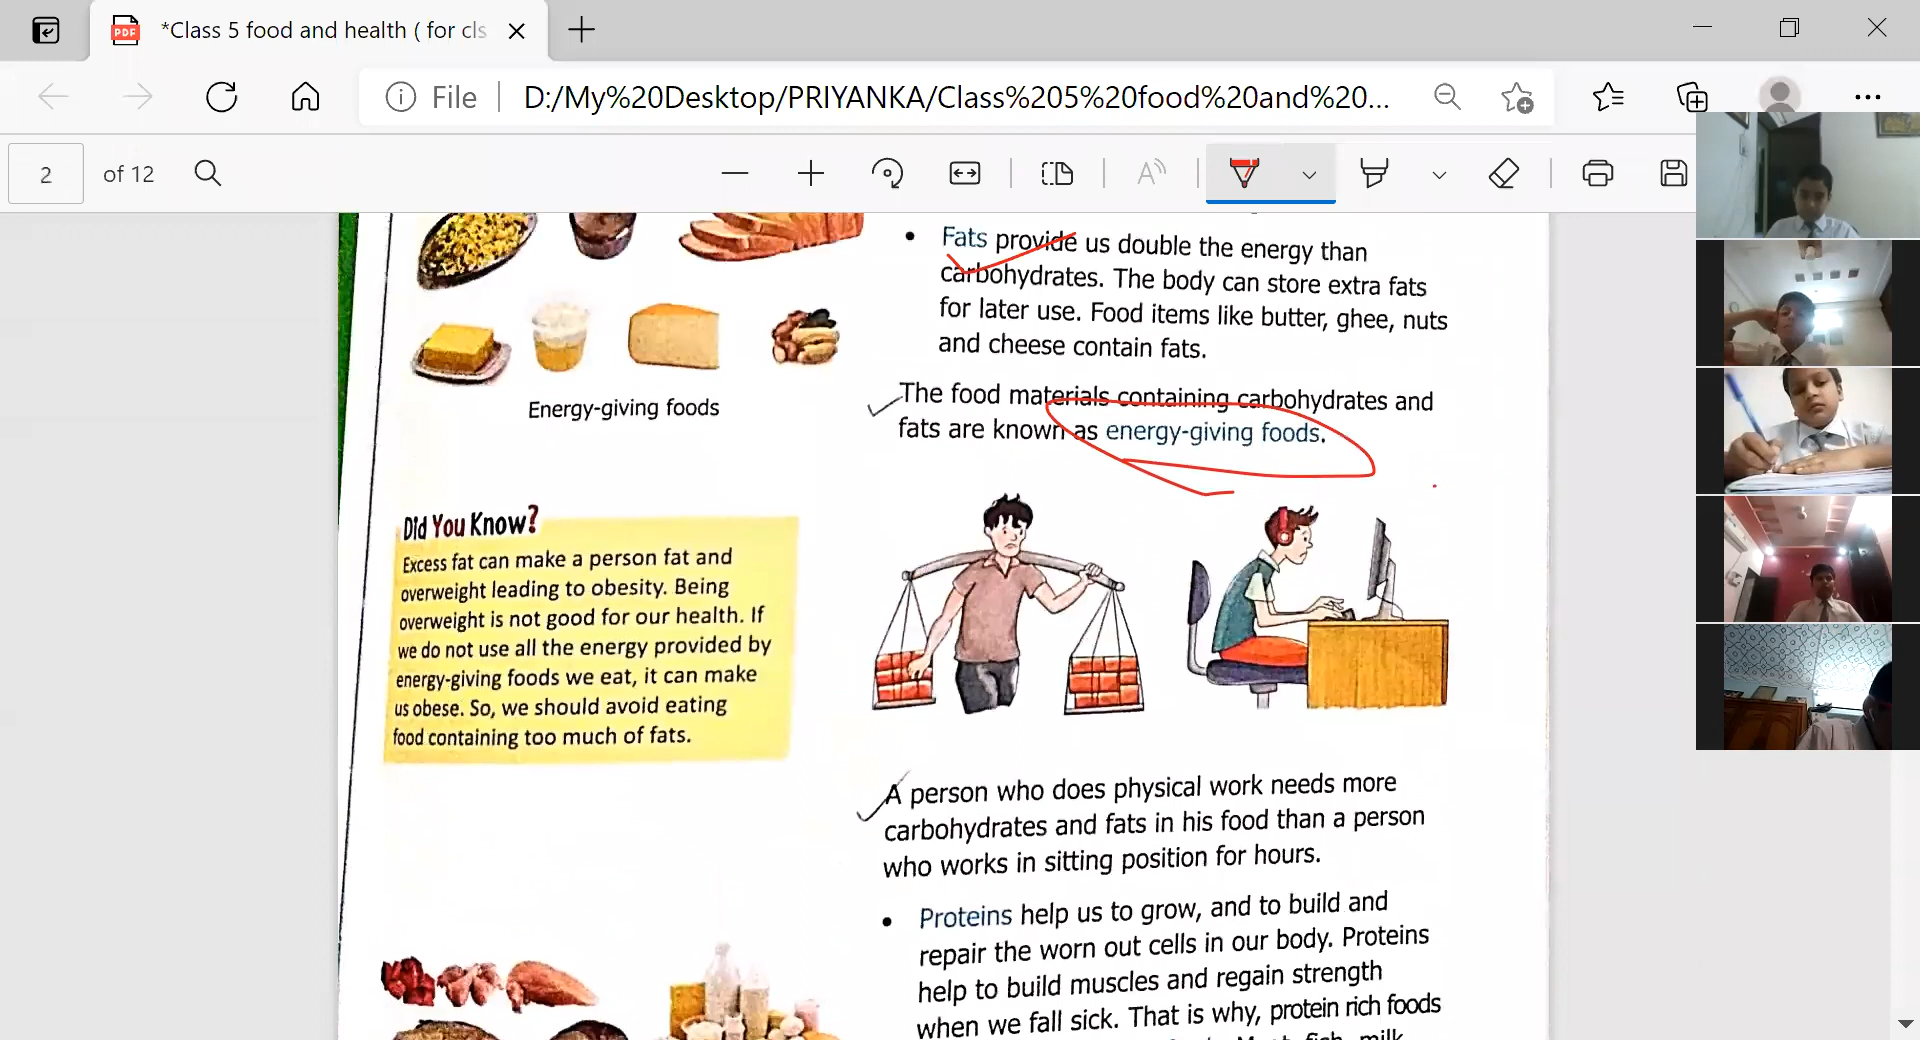 *Class 5 food and health ( for cls
File
D:/My%20Desktop/PRIYANKA/Class%205%20food%20and%20...
2
of 12
Fats provide us double the energy than
carbohydrates. The body can store extra fats
for later use. Food items like butter, ghee, nuts
and cheese contain fats.
Energy-giving foods
The food materials containing carbohydrates and
fats are known as energy-giving foods.
Did You Know?
Excess fat can make a person fat and
overweight leading to obesity. Being
overweight is not good for our health. If
we do not use all the energy provided by
energy-giving foods we eat, it can make
us obese. So, we should avoid eating
food containing too much of fats.
A person who does physical work needs more
carbohydrates and fats in his food than a person
who works in sitting position for hours.
Proteins help us to grow, and to build and
repair the worn out cells in our body. Proteins
help to build muscles and regain strength
when we fall sick. That is why, protein rich foods
fish, milk